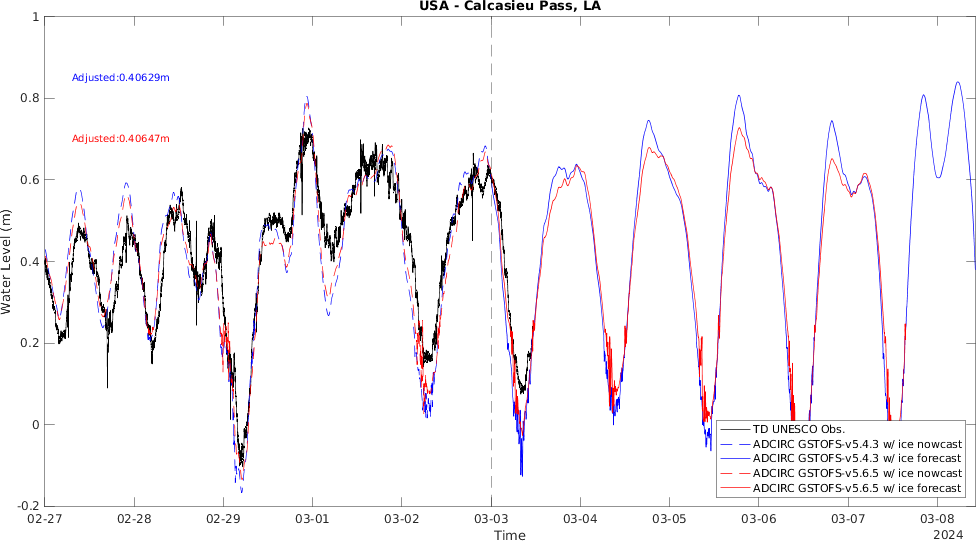 USA - Calcasieu Pass, LA
1
0.8
0.6
0.4
0.2
0
-0.2
Water Level (m)
Adjusted:0.40629m
Adjusted:0.40647m
TD UNESCO Obs.
ADCIRC GSTOFS-v5.4.3 w/ ice nowcast
ADCIRC GSTOFS-v5.4.3 w/ ice forecast
ADCIRC GSTOFS-v5.6.5 w/ ice nowcast
ADCIRC GSTOFS-v5.6.5 w/ ice forecast
02-27 02-28 02-29 03-01 03-02 03-03 03-04 03-05 03-06 03-07 03-08
Time
2024